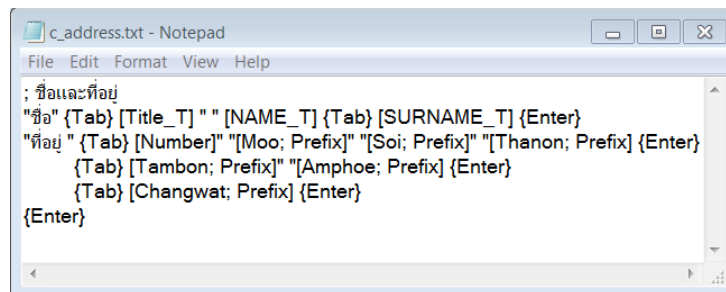 c_address.txt - Notepad
File Edit Format View Help
; ชื่อและที่อยู่
"ชื่อ" {Tab} [Title_T] " " [NAME_T] {Tab} [SURNAME_T] {Enter}
"ที่อยู่ " {Tab} [Number]" "[Moo; Prefix]" "[Soi; Prefix]" "[Thanon; Prefix] {Enter}
{Tab} [Tambon; Prefix]" "[Amphoe; Prefix] {Enter}
{Tab} [Changwat; Prefix] {Enter}
{Enter}